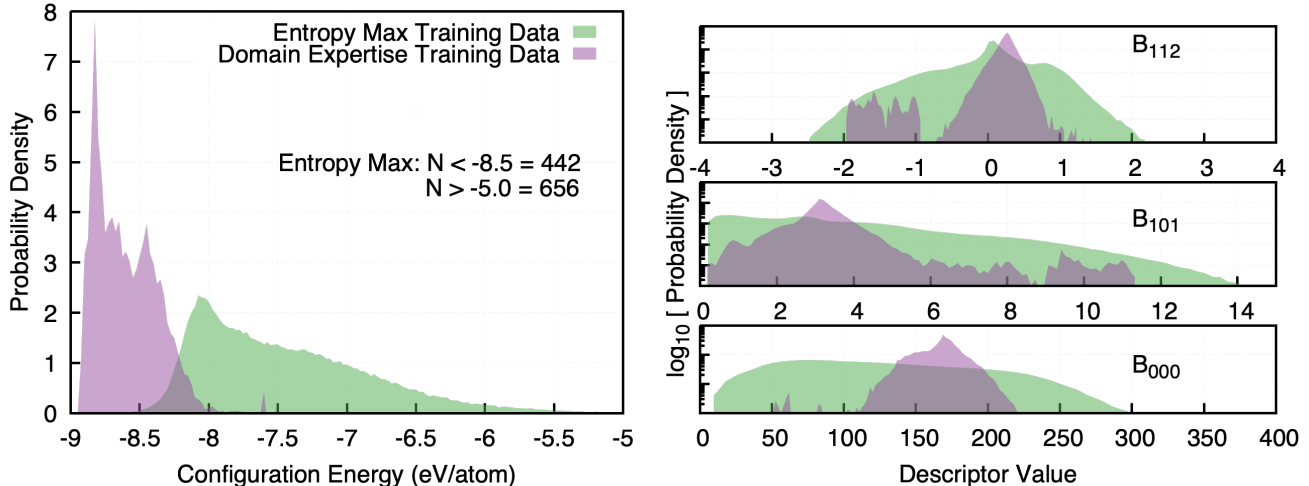 8
7
6
5
4
3
2
1
0
Probability Density
Entropy Max Training Data
Domain Expertise Training Data
Entropy Max: N < -8.5 = 442
N > -5.0 = 656
-9 -8.5 -8 -7.5 -7 -6.5 -6 -5.5 -5
Configuration Energy (eV/atom)
log10 [ Probability Density ]
B112
-4 -3 -2 -1 0 1 2 3 4
B101
0 2 4 6 8 10 12 14
B000
0 50 100 150 200 250 300 350 400
Descriptor Value